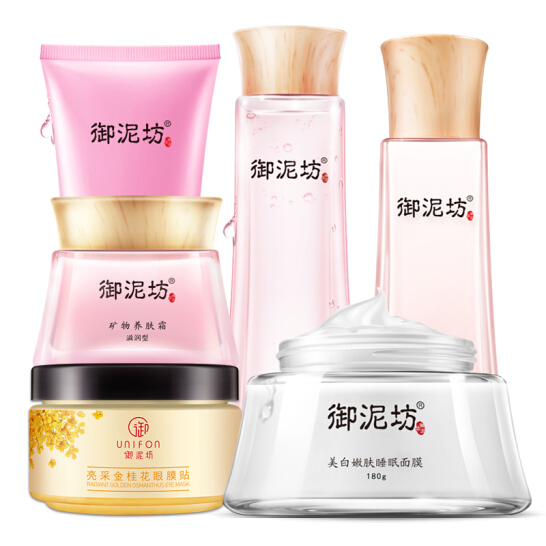 御泥坊®
御泥坊®
御泥坊®
御泥坊®
矿物养肤霜
滋润型
御
UNIFON
御泥坊
亮采金桂花眼膜贴
RADIANT GOLDEN OSMANTHUS EYE MASK
御泥坊®
美白嫩肤睡眠面膜
180g